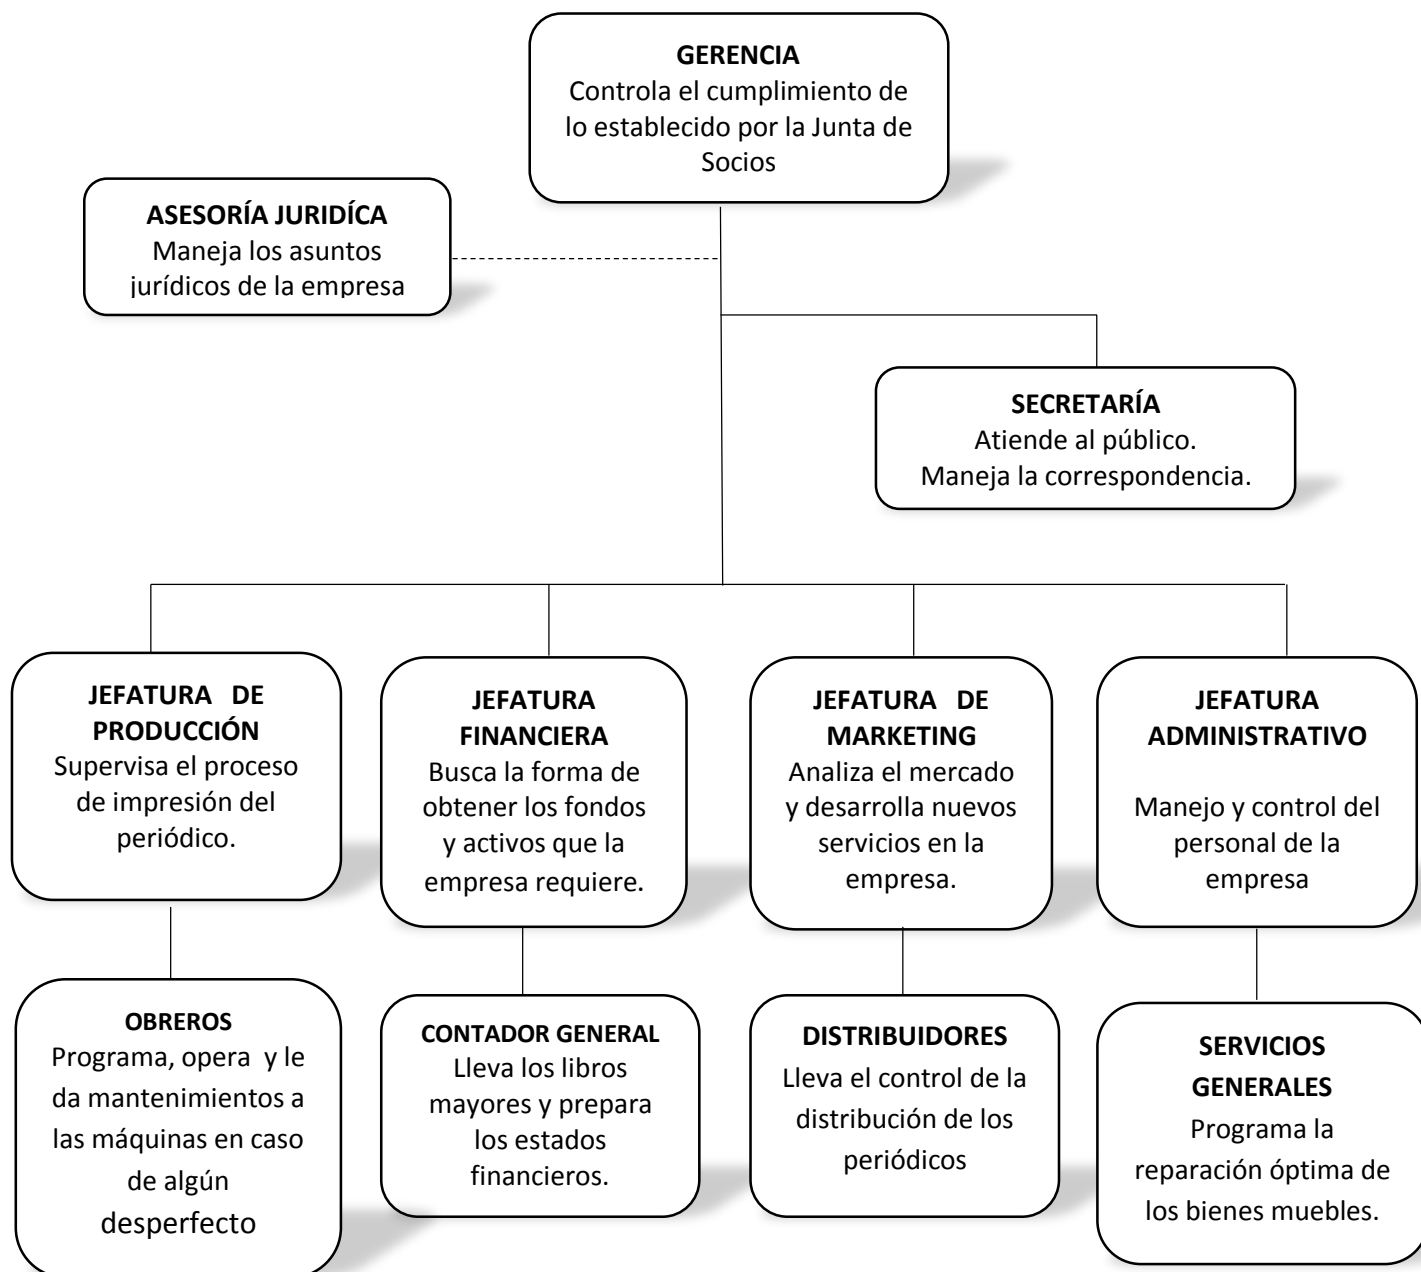 GERENCIA
Controla el cumplimiento de
lo establecido por la Junta de
Socios
ASESORÍA JURIDÍCA
Maneja los asuntos
jurídicos de la empresa
SECRETARÍA
Atiende al público.
Maneja la correspondencia.
JEFATURA DE
PRODUCCIÓN
Supervisa el proceso
de impresión del
periódico.
JEFATURA
FINANCIERA
Busca la forma de
obtener los fondos
y activos que la
empresa requiere.
JEFATURA DE
MARKETING
Analiza el mercado
y desarrolla nuevos
servicios en la
empresa.
JEFATURA
ADMINISTRATIVO
Manejo y control del
personal de la
empresa
OBREROS
Programa, opera y le
da mantenimientos a
las máquinas en caso
de algún
desperfecto
CONTADOR GENERAL
Lleva los libros
mayores y prepara
los estados
financieros.
DISTRIBUIDORES
Lleva el control de la
distribución de los
periódicos
SERVICIOS
GENERALES
Programa la
reparación óptima de
los bienes muebles.